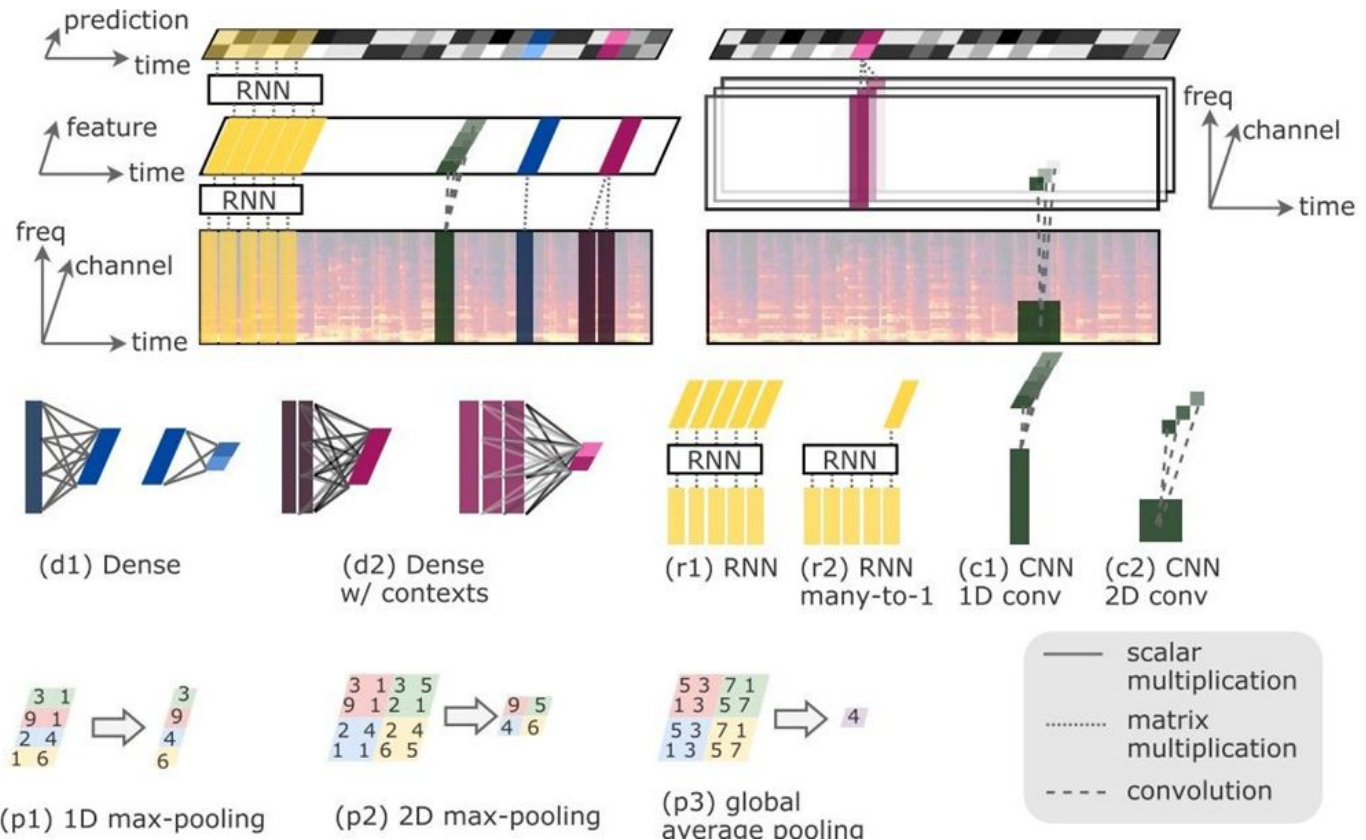 prediction
time
RNN
feature
time
RNN
freq
channel
time
freq
channel
time
RNN
RNN
(d1) Dense
(d2) Dense
w/ contexts
(r1) RNN
(r2) RNN
many-to-1
(c1) CNN
1D conv
(c2) CNN
2D conv
scalar
multiplication
matrix
multiplication
convolution
3 1
9 1
2 4
1 6
3
9
4
6
(p1) 1D max-pooling
3 1 3 5
9 1 2 1
2 4 2 4
1 1 6 5
9 5
4 6
(p2) 2D max-pooling
5 3 7 1
1 3 5 7
5 3 7 1
1 3 5 7
4
(p3) global
average pooling